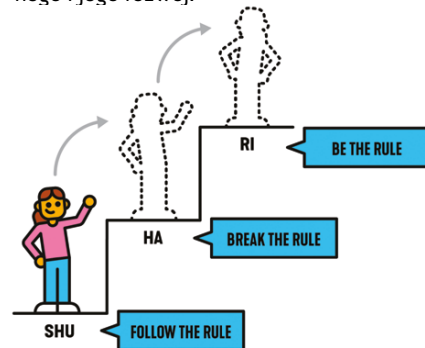 RI
BE THE RULE
HA
BREAK THE RULE
SHU
FOLLOW THE RULE